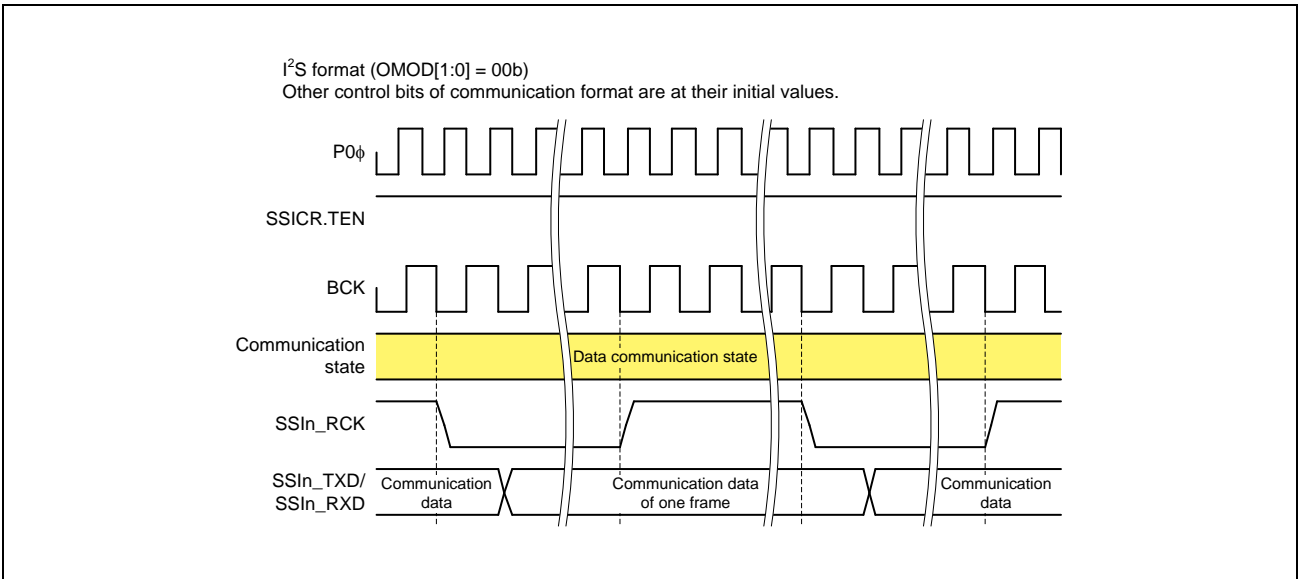 I²S format (OMOD[1:0] = 00b)
Other control bits of communication format are at their initial values.
P0ϕ
SSICR.TEN
BCK
Communication
state
Data communication state
SSIn_RCK
SSIn_TXD/
SSIn_RXD
Communication
data
Communication data
of one frame
Communication
data